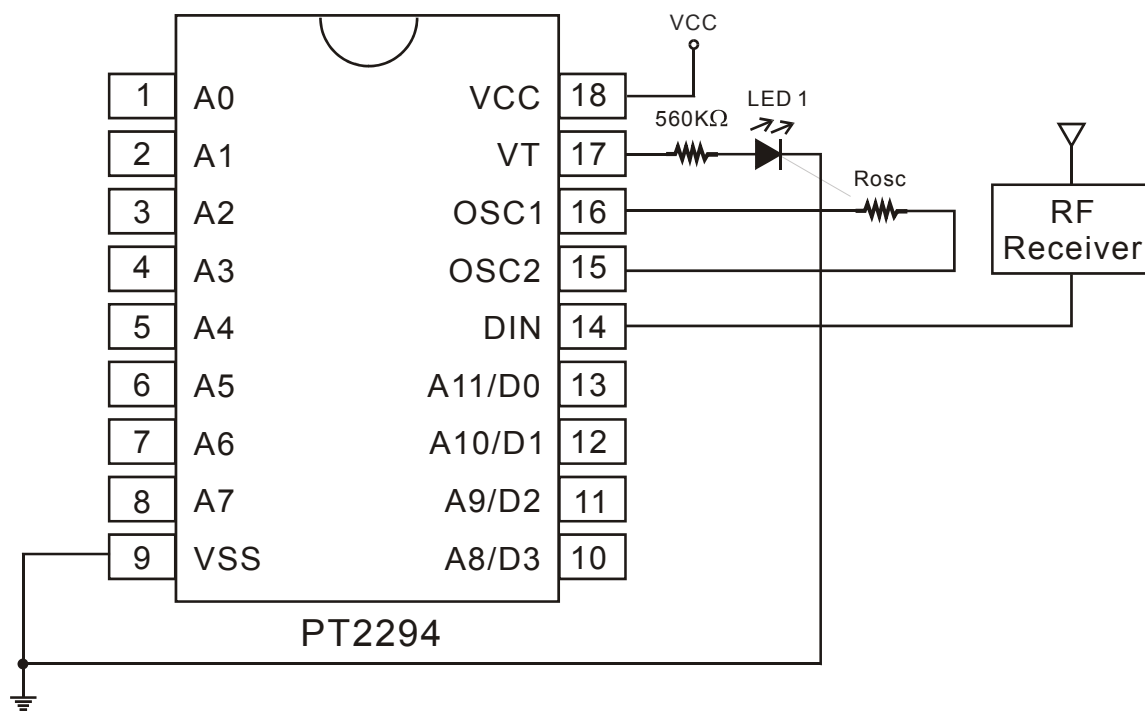 VCC
1 A0 VCC 18
LED 1
560KΩ
2 A1 VT 17
Rosc
3 A2 OSC1 16
RF
Receiver
4 A3 OSC2 15
5 A4 DIN 14
6 A5 A11/D0 13
7 A6 A10/D1 12
8 A7 A9/D2 11
9 VSS A8/D3 10
PT2294